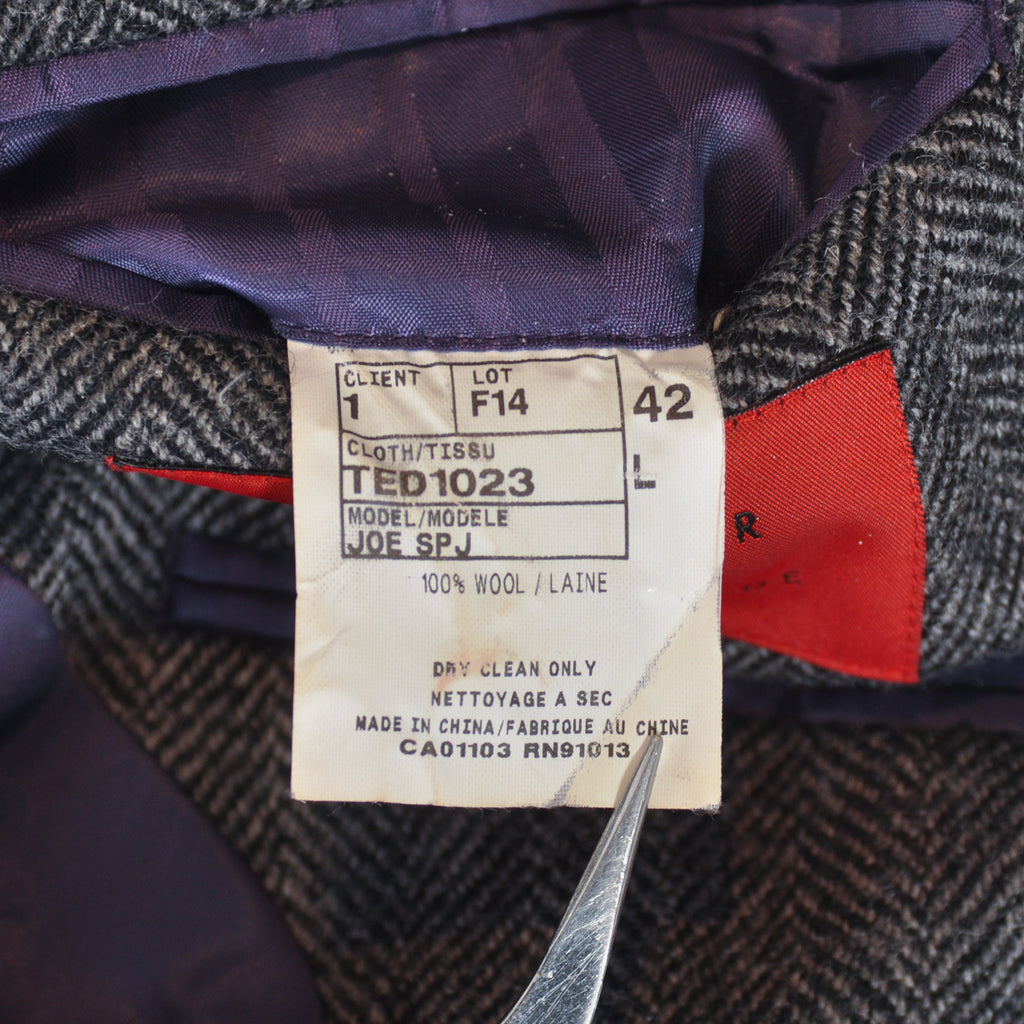 CLIENT LOT
1 F14 42
CLOTH/TISSU
TED1023 L
MODEL/MODELE
JOE SPJ
100% WOOL / LAINE
DRY CLEAN ONLY
NETTOYAGE A SEC
MADE IN CHINA/FABRIQUE AU CHINE
CA01103 RN91013
R
E